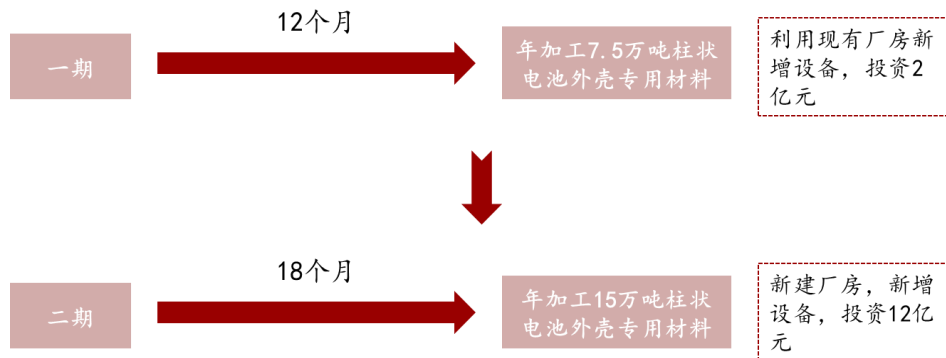 12个月
一期
年加工7.5万吨柱状
电池外壳专用材料
利用现有厂房新
增设备，投资2
亿元
18个月
二期
年加工15万吨柱状
电池外壳专用材料
新建厂房，新增
设备，投资12亿
元